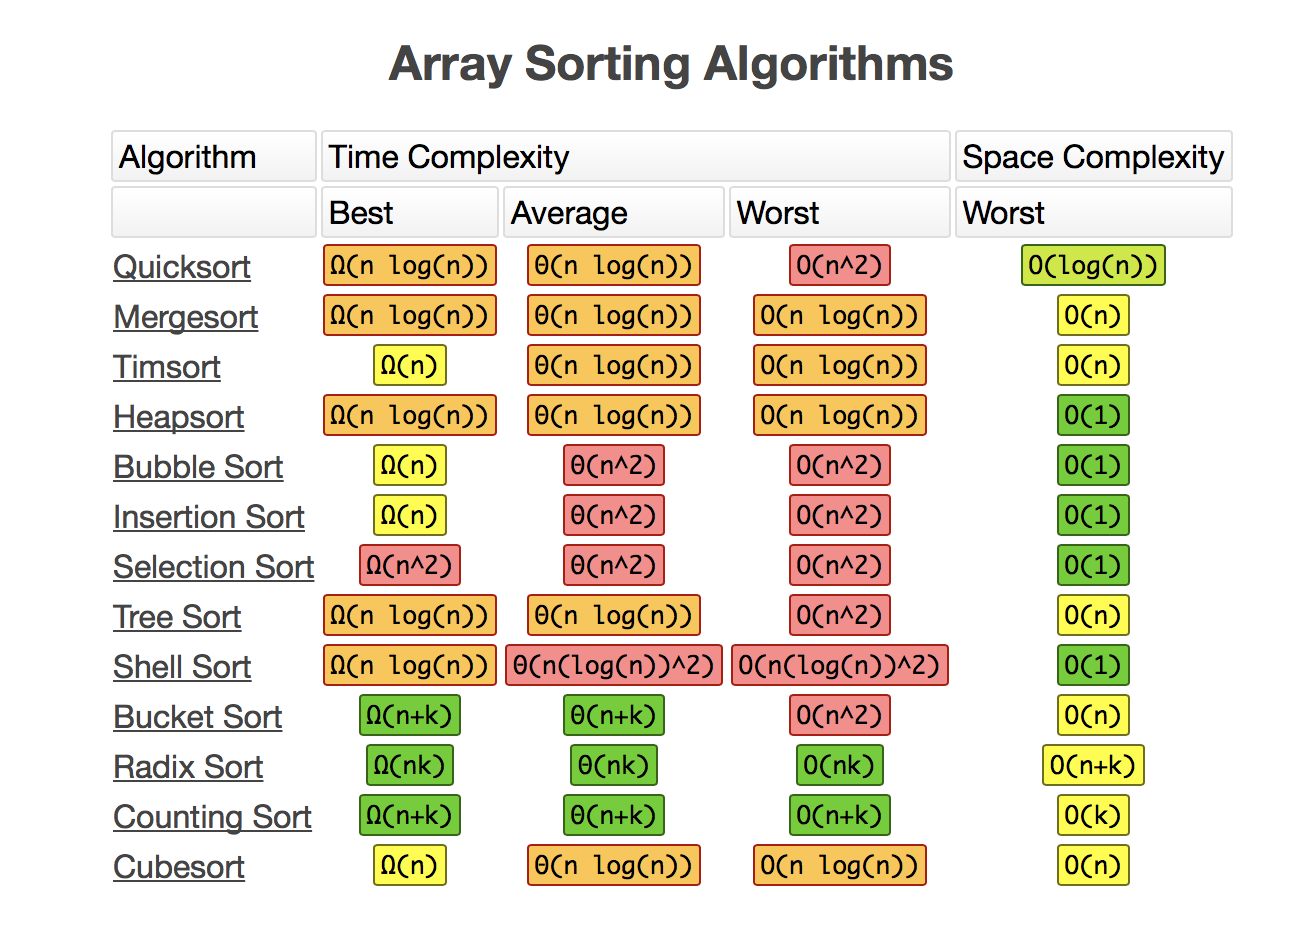 Array Sorting Algorithms
Algorithm Time Complexity Space Complexity
Best Average Worst Worst
Quicksort Ω(n log(n)) Θ(n log(n)) O(n^2) O(log(n))
Mergesort Ω(n log(n)) Θ(n log(n)) O(n log(n)) O(n)
Timsort Ω(n) Θ(n log(n)) O(n log(n)) O(n)
Heapsort Ω(n log(n)) Θ(n log(n)) O(n log(n)) O(1)
Bubble Sort Ω(n) Θ(n^2) O(n^2) O(1)
Insertion Sort Ω(n) Θ(n^2) O(n^2) O(1)
Selection Sort Ω(n^2) Θ(n^2) O(n^2) O(1)
Tree Sort Ω(n log(n)) Θ(n log(n)) O(n^2) O(n)
Shell Sort Ω(n log(n)) Θ(n(log(n))^2) O(n(log(n))^2) O(1)
Bucket Sort Ω(n+k) Θ(n+k) O(n^2) O(n)
Radix Sort Ω(nk) Θ(nk) O(nk) O(n+k)
Counting Sort Ω(n+k) Θ(n+k) O(n+k) O(k)
Cubesort Ω(n) Θ(n log(n)) O(n log(n)) O(n)